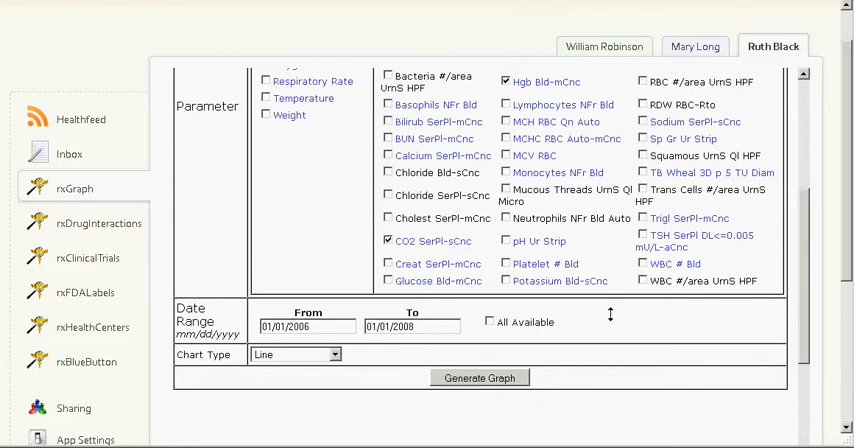 William Robinson
Mary Long
Ruth Black
Healthfeed
Inbox
rxGraph
rxDrugInteractions
rxClinicalTrials
rxFDALabels
rxHealthCenters
rxBlueButton
Sharing
App Settings
Parameter
Respiratory Rate
Temperature
Weight
Bacteria #/area
UrnS HPF
Basophils NFr Bld
Bilirub SerPl-mCnc
BUN SerPl-mCnc
Calcium SerPl-mCnc
Chloride Bld-sCnc
Chloride SerPl-sCnc
Cholest SerPl-mCnc
CO2 SerPl-sCnc
Creat SerPl-mCnc
Glucose Bld-mCnc
Hgb Bld-mCnc
Lymphocytes NFr Bld
MCH RBC Qn Auto
MCHC RBC Auto-mCnc
MCV RBC
Monocytes NFr Bld
Mucous Threads UrnS Ql
Micro
Neutrophils NFr Bld Auto
pH Ur Strip
Platelet # Bld
Potassium Bld-sCnc
RBC #/area UrnS HPF
RDW RBC-Rto
Sodium SerPl-sCnc
Sp Gr Ur Strip
Squamous UrnS Ql HPF
TB Wheal 3D p 5 TU Diam
Trans Cells #/area UrnS
HPF
Trigl SerPl-mCnc
TSH SerPl DL<=0.005
mU/L-aCnc
WBC # Bld
WBC #/area UrnS HPF
Date
Range
mm/dd/yyyy
From
To
01/01/2006
01/01/2008
All Available
Chart Type
Line
Generate Graph